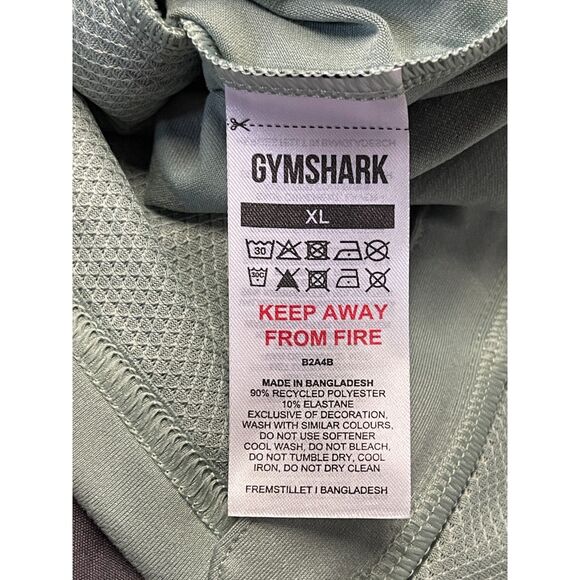 GYMSHARK
XL
30
30C
KEEP AWAY
FROM FIRE
B2A4B
MADE IN BANGLADESH
90% RECYCLED POLYESTER
10% ELASTANE
EXCLUSIVE OF DECORATION,
WASH WITH SIMILAR COLOURS,
DO NOT USE SOFTENER
COOL WASH, DO NOT BLEACH,
DO NOT TUMBLE DRY, COOL
IRON, DO NOT DRY CLEAN
FREMSTILLET I BANGLADESH